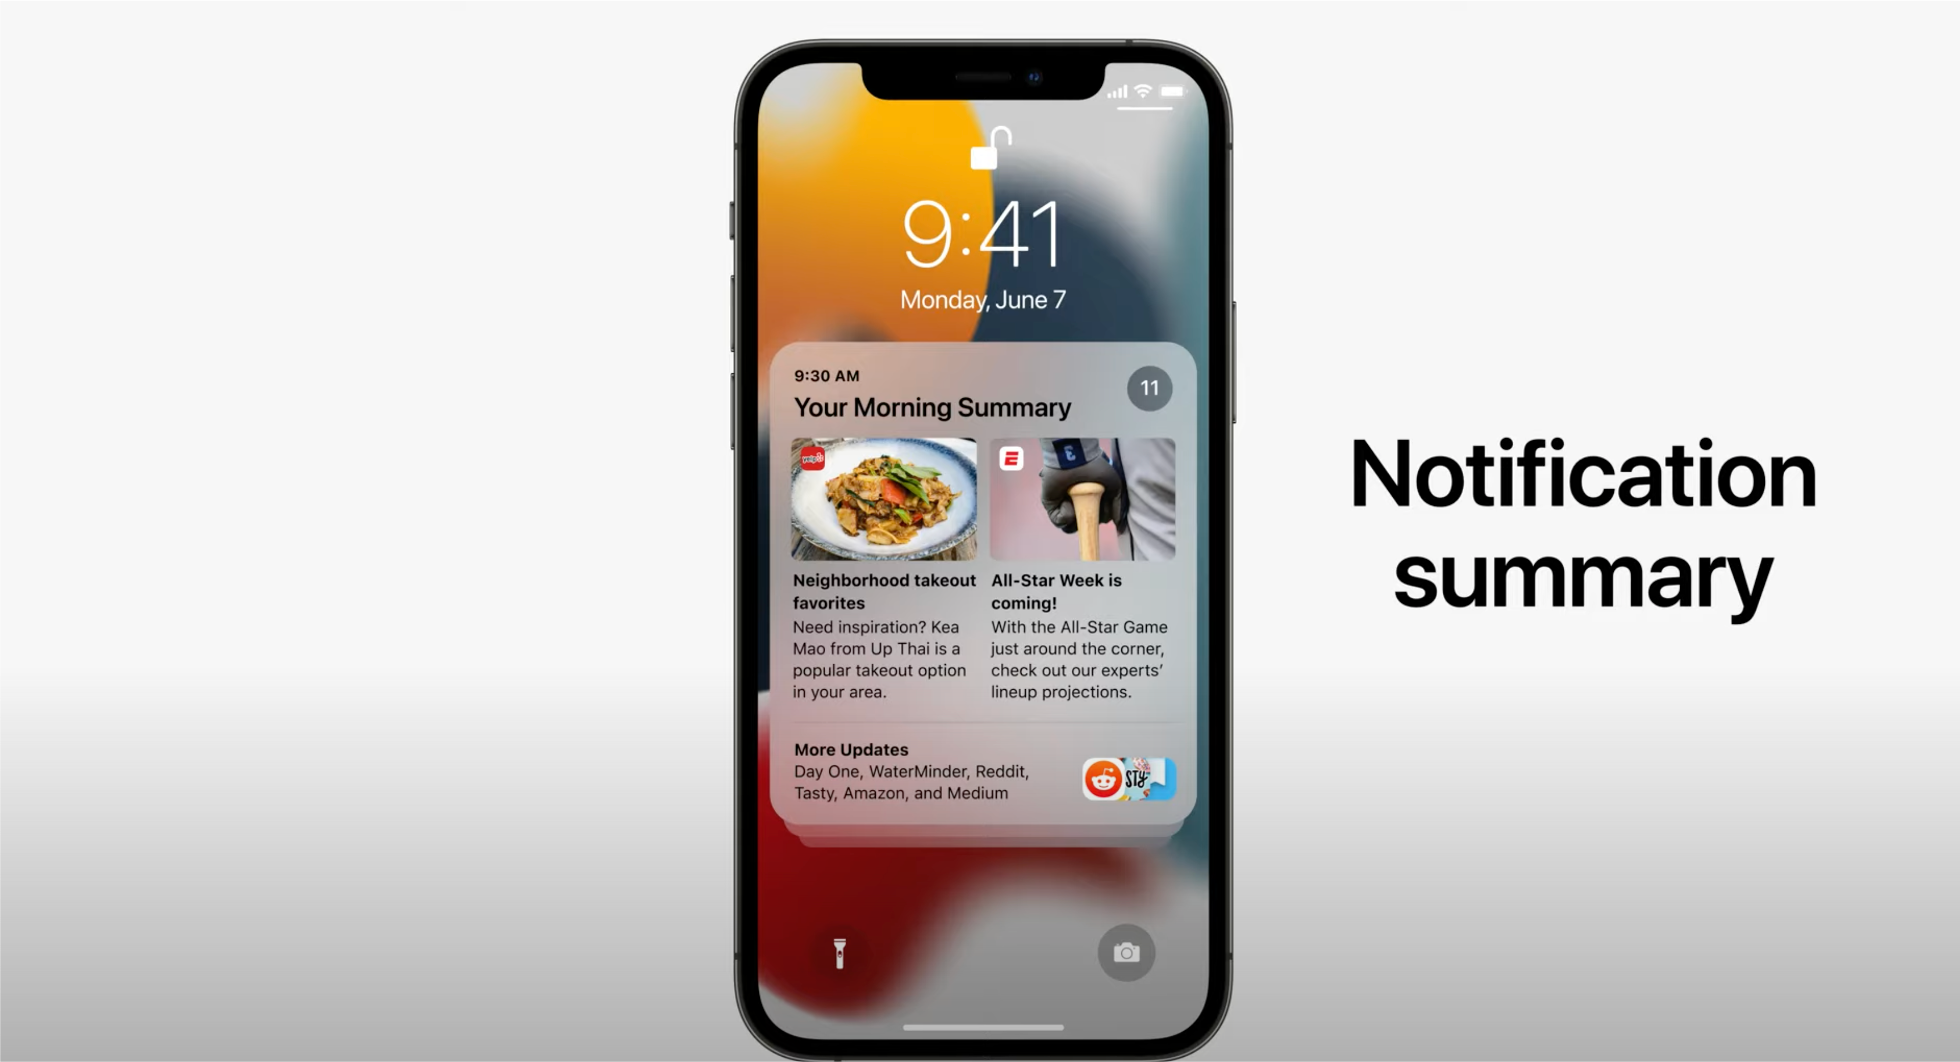 9:41
Monday, June 7
9:30 AM
11
Your Morning Summary
yelp
E
Neighborhood takeout
favorites
Need inspiration? Kea
Mao from Up Thai is a
popular takeout option
in your area.
All-Star Week is
coming!
With the All-Star Game
just around the corner,
check out our experts’
lineup projections.
More Updates
Day One, WaterMinder, Reddit,
Tasty, Amazon, and Medium
STY
Notification
summary